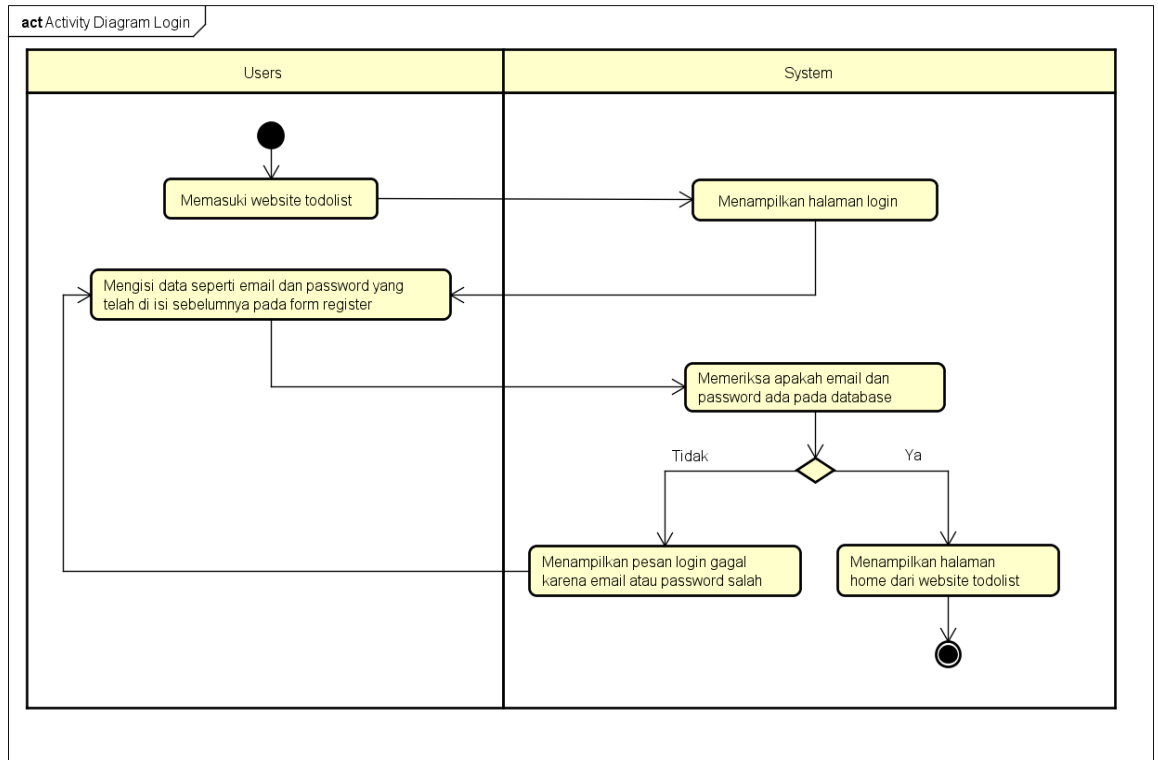 act Activity Diagram Login
Users
System
Memasuki website todolist
Menampilkan halaman login
Mengisi data seperti email dan password yang
telah di isi sebelumnya pada form register
Memeriksa apakah email dan
password ada pada database
Tidak
Ya
Menampilkan pesan login gagal
karena email atau password salah
Menampilkan halaman
home dari website todolist